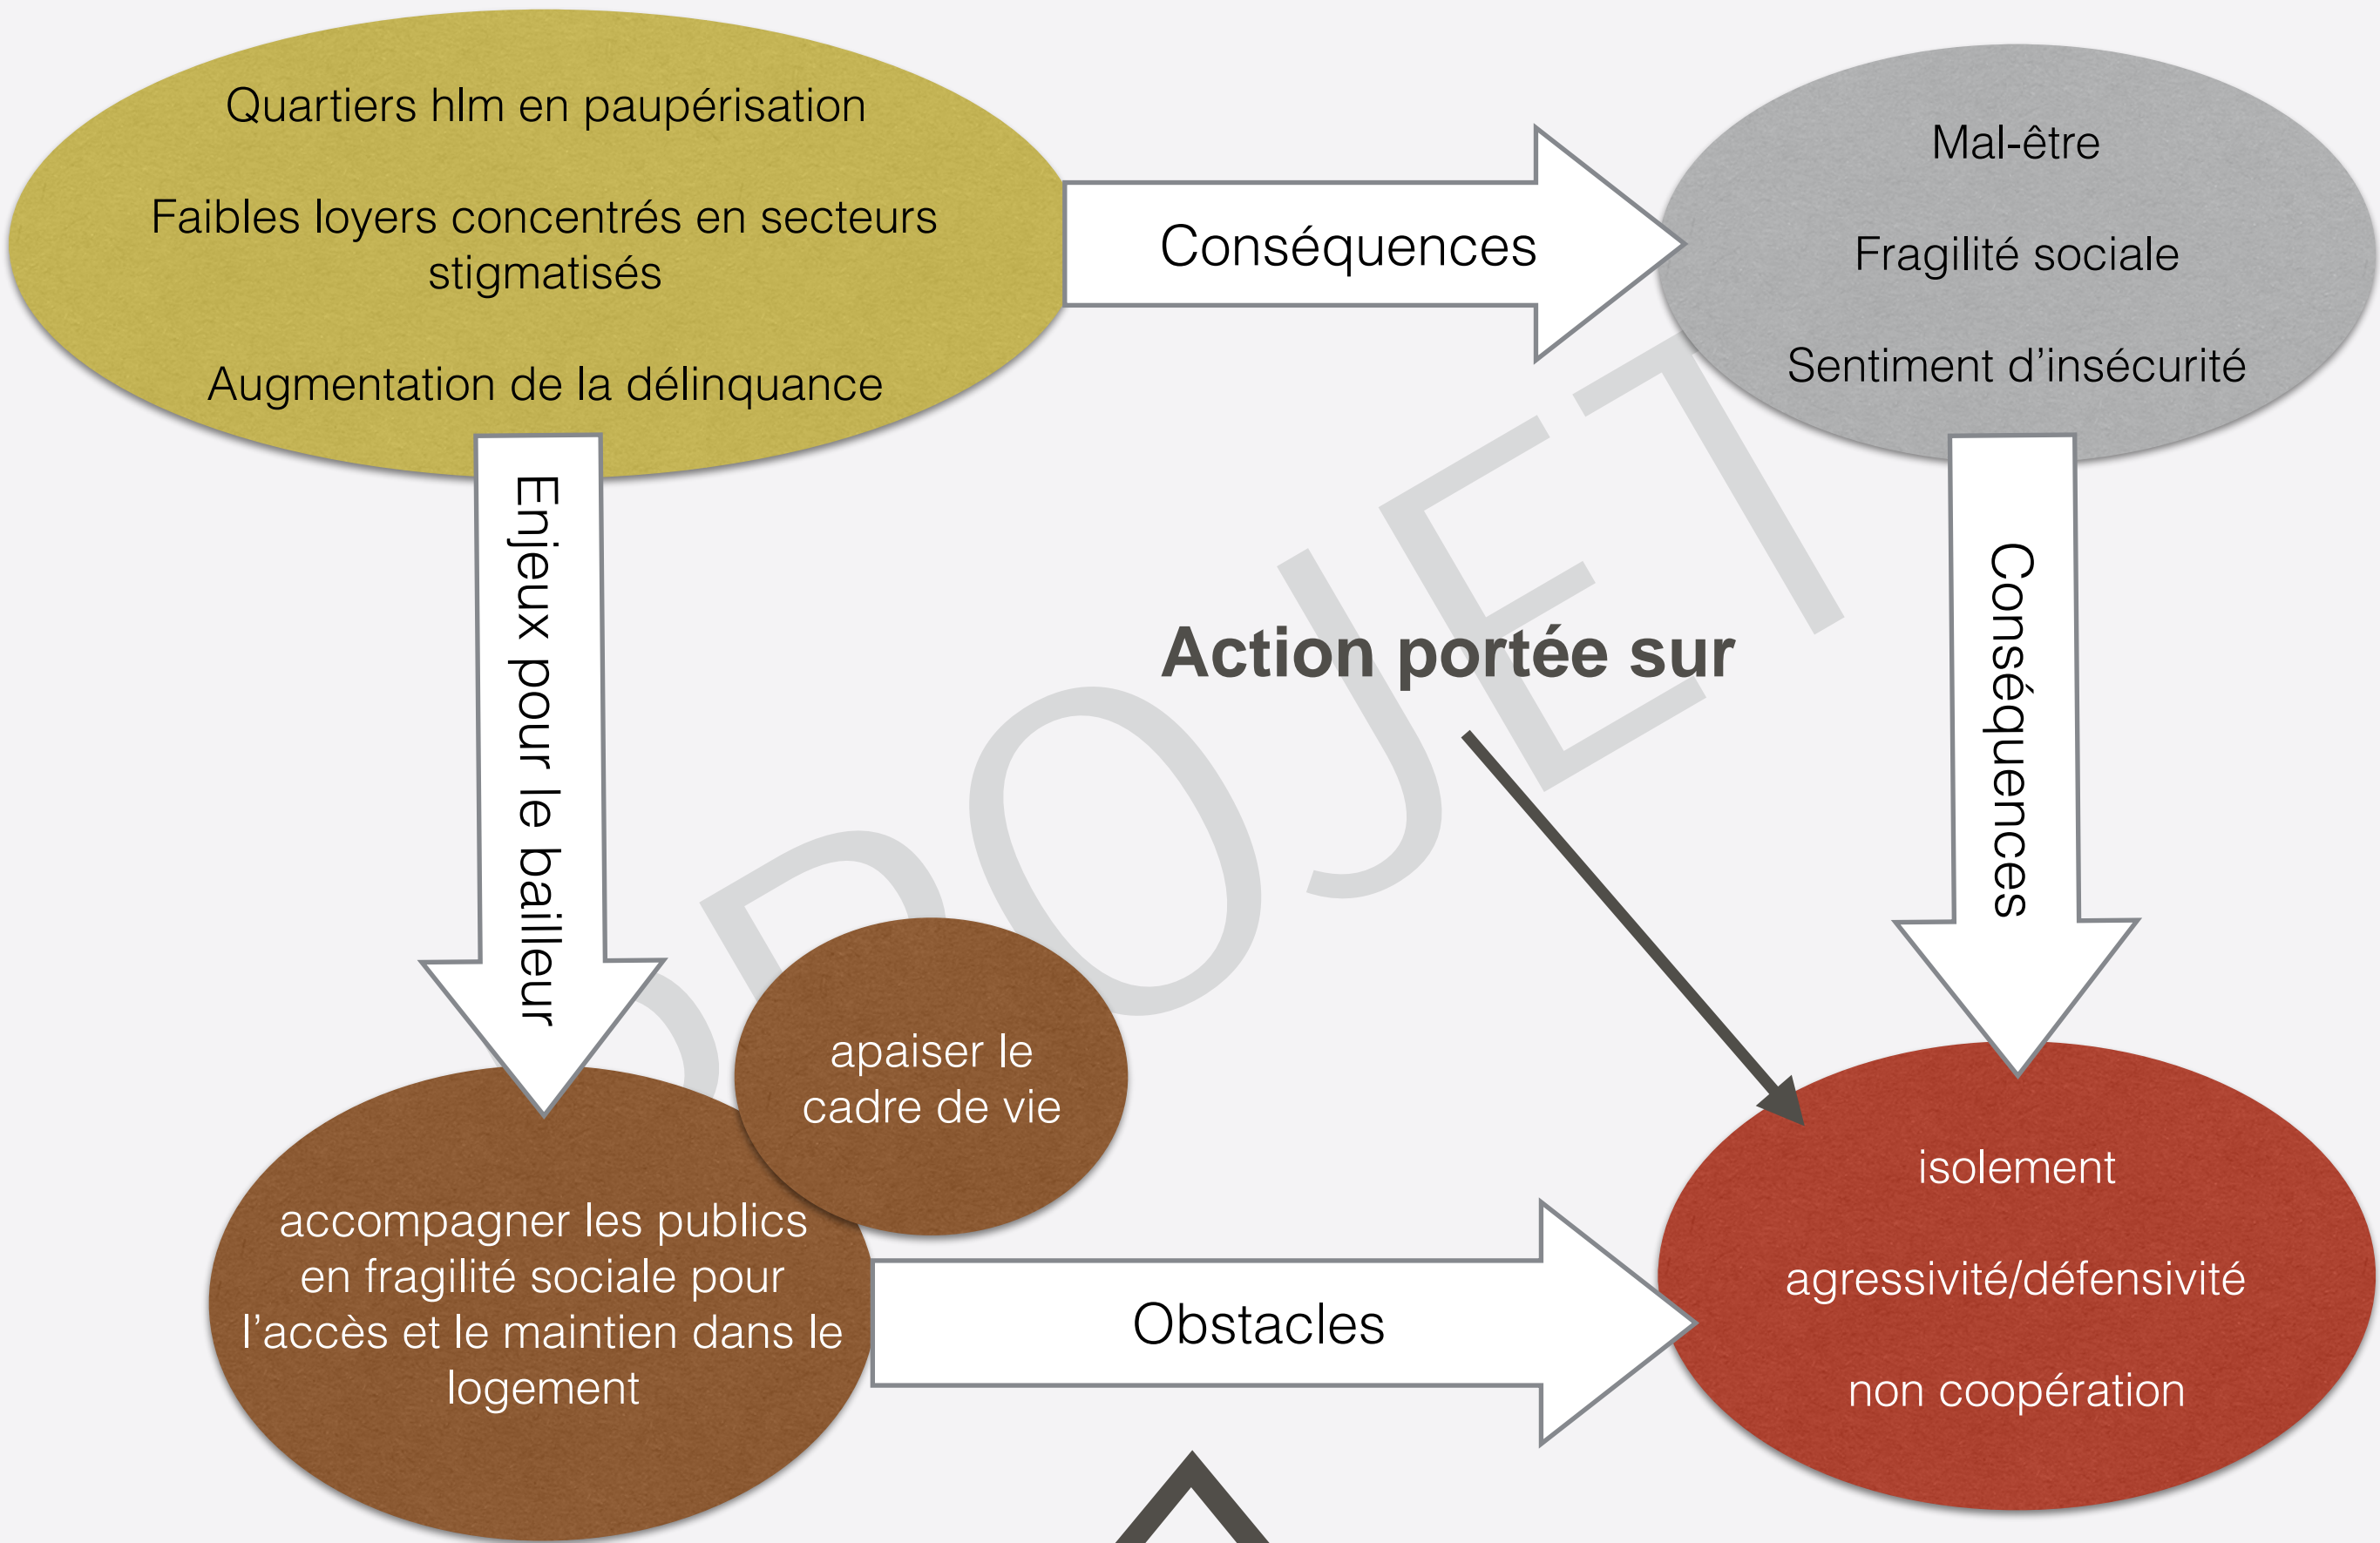 Quartiers hlm en paupérisation
Faibles loyers concentrés en secteurs
stigmatisés
Augmentation de la délinquance
Conséquences
Mal-être
Fragilité sociale
Sentiment d’insécurité
Enjeux pour le bailleur
Conséquences
Action portée sur
PROJET
apaiser le
cadre de vie
accompagner les publics
en fragilité sociale pour
l’accès et le maintien dans le
logement
Obstacles
isolement
agressivité/défensivité
non coopération